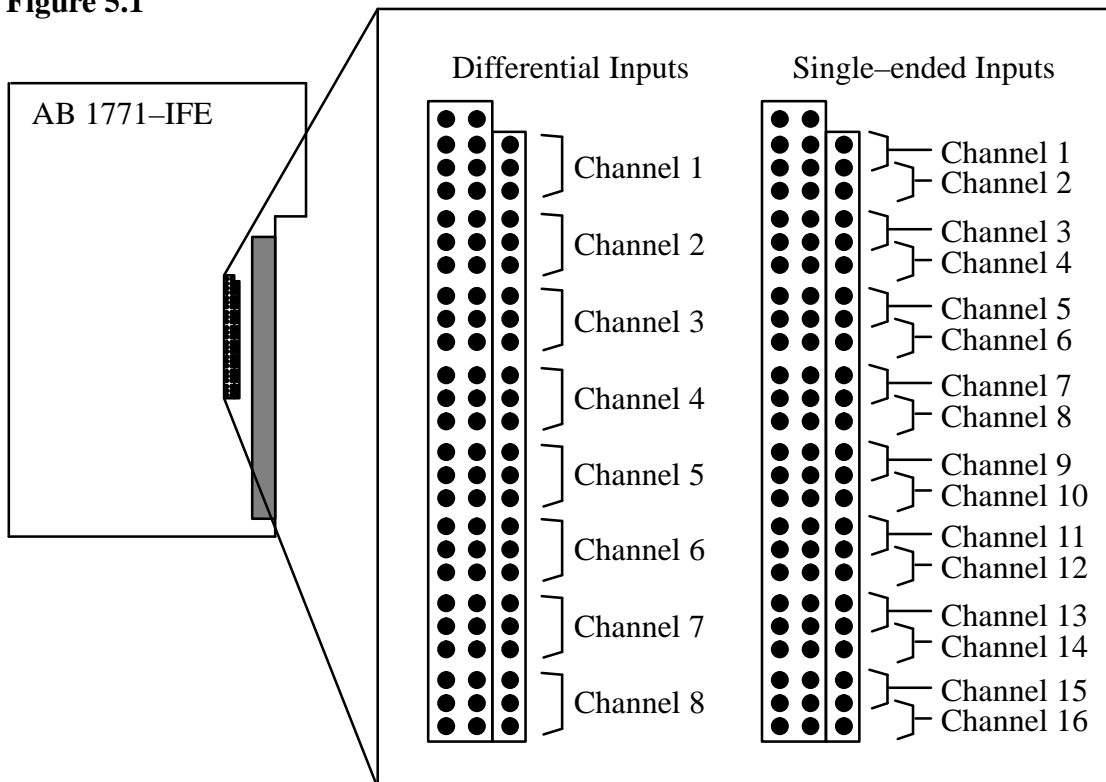 Figure 5.1
AB 1771–IFE
Differential Inputs
Channel 1
Channel 2
Channel 3
Channel 4
Channel 5
Channel 6
Channel 7
Channel 8
Single–ended Inputs
Channel 1
Channel 2
Channel 3
Channel 4
Channel 5
Channel 6
Channel 7
Channel 8
Channel 9
Channel 10
Channel 11
Channel 12
Channel 13
Channel 14
Channel 15
Channel 16